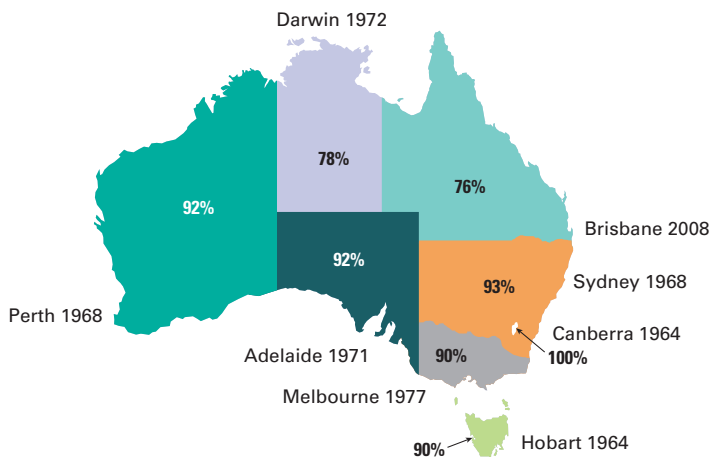 Darwin 1972
78%
76%
92%
Brisbane 2008
92%
Sydney 1968
93%
Perth 1968
Canberra 1964
Adelaide 1971
90%
100%
Melbourne 1977
90%
Hobart 1964